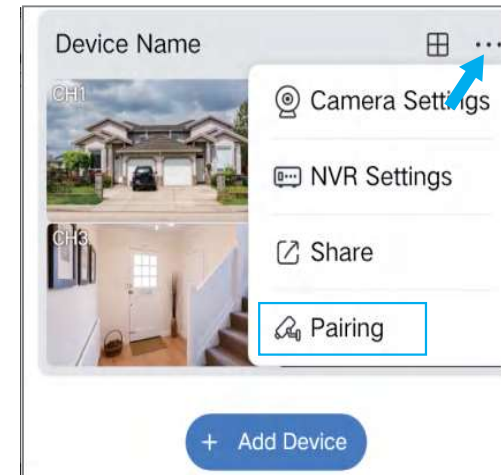 Device Name
CH1
Camera Settings
NVR Settings
CH3
Share
Pairing
+ Add Device